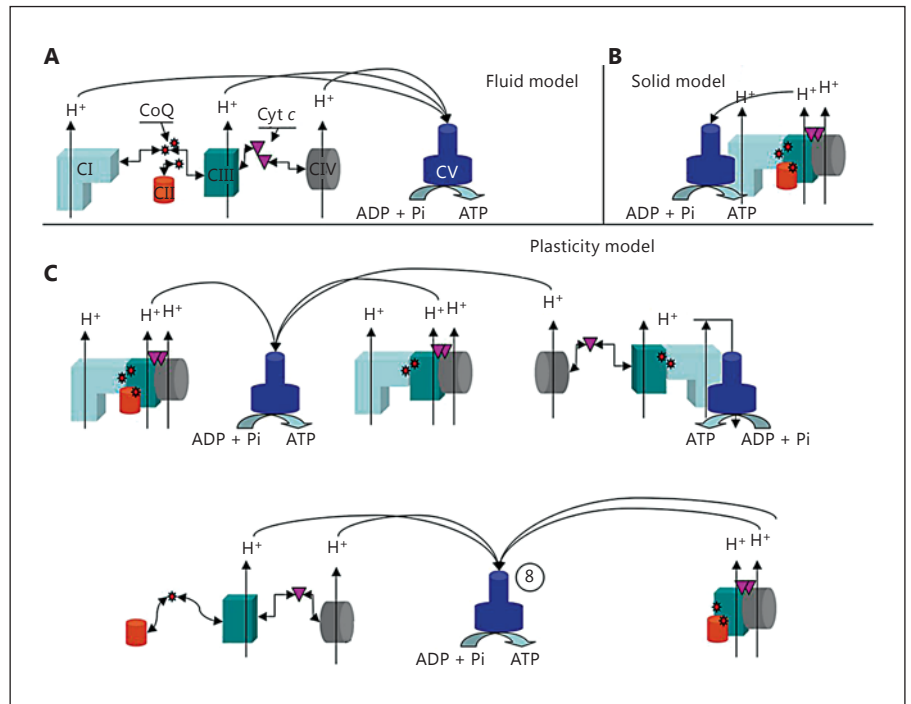 A
Fluid model
H⁺
CoQ
H⁺
Cyt c
H⁺
CI
CII
CIII
CIV
CV
ADP + Pi
ATP
B
Solid model
H⁺
H⁺
H⁺
ADP + Pi
ATP
Plasticity model
C
H⁺
H⁺
H⁺
ADP + Pi
ATP
H⁺
H⁺
H⁺
H⁺
H⁺
ATP
ADP + Pi
H⁺
H⁺
8
ADP + Pi
ATP
H⁺
H⁺